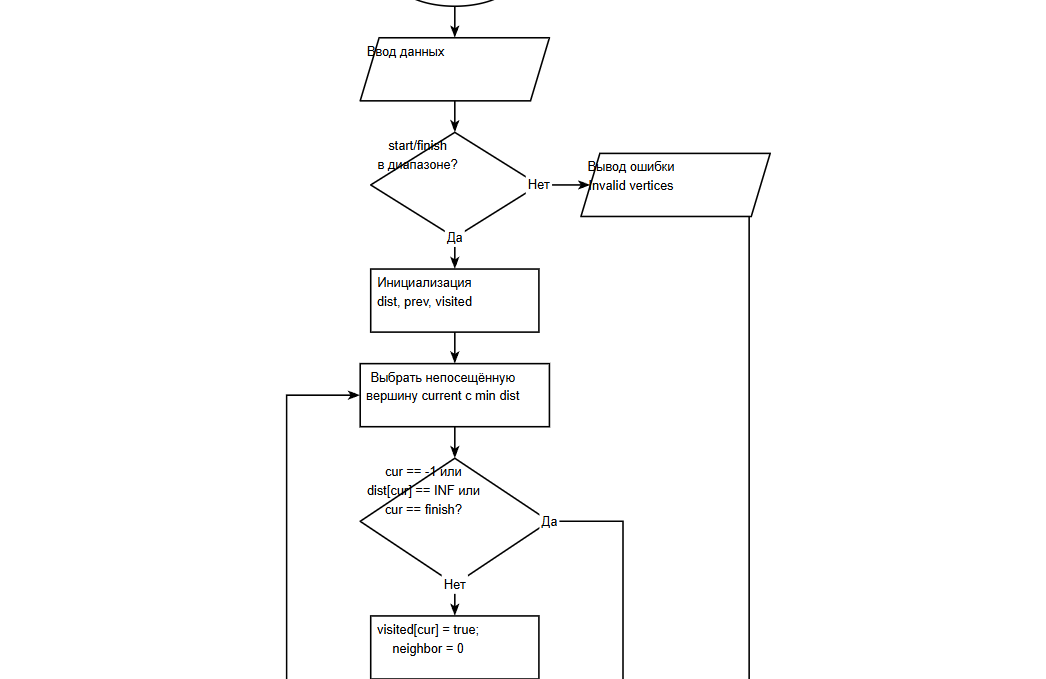 Ввод данных
start/finish
в диапазоне?
Нет
Вывод ошибки
Invalid vertices
Да
Инициализация
dist, prev, visited
Выбрать непосещённую
вершину current с min dist
cur == -1 или
dist[cur] == INF или
cur == finish?
Да
Нет
visited[cur] = true;
neighbor = 0